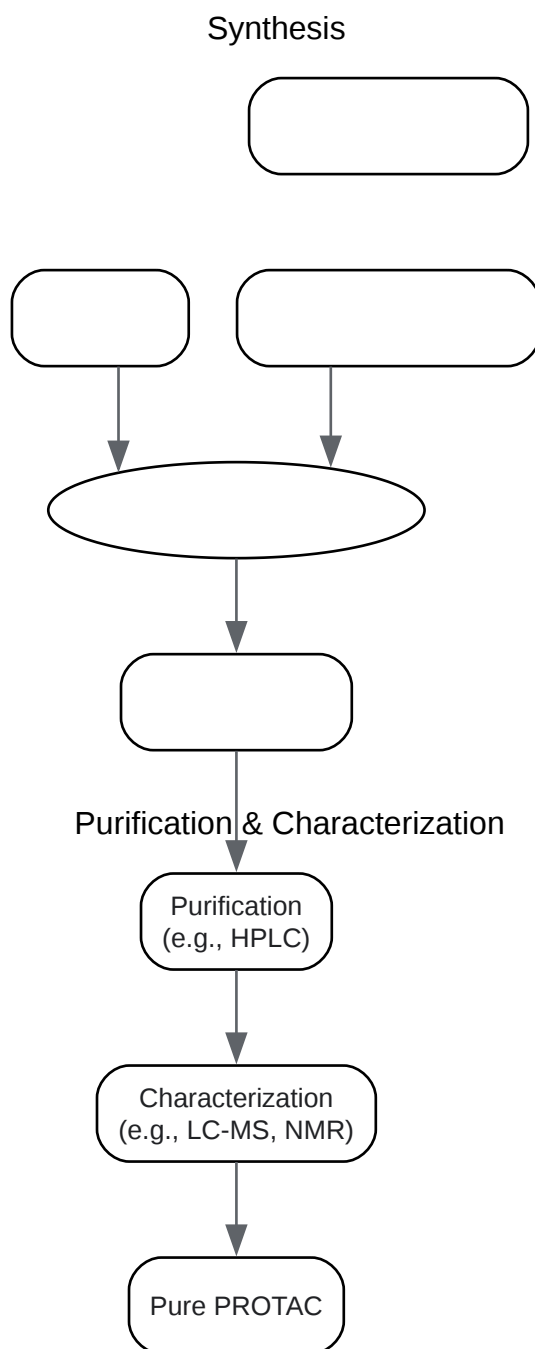 Synthesis
Purification & Characterization
Purification
(e.g., HPLC)
Characterization
(e.g., LC-MS, NMR)
Pure PROTAC